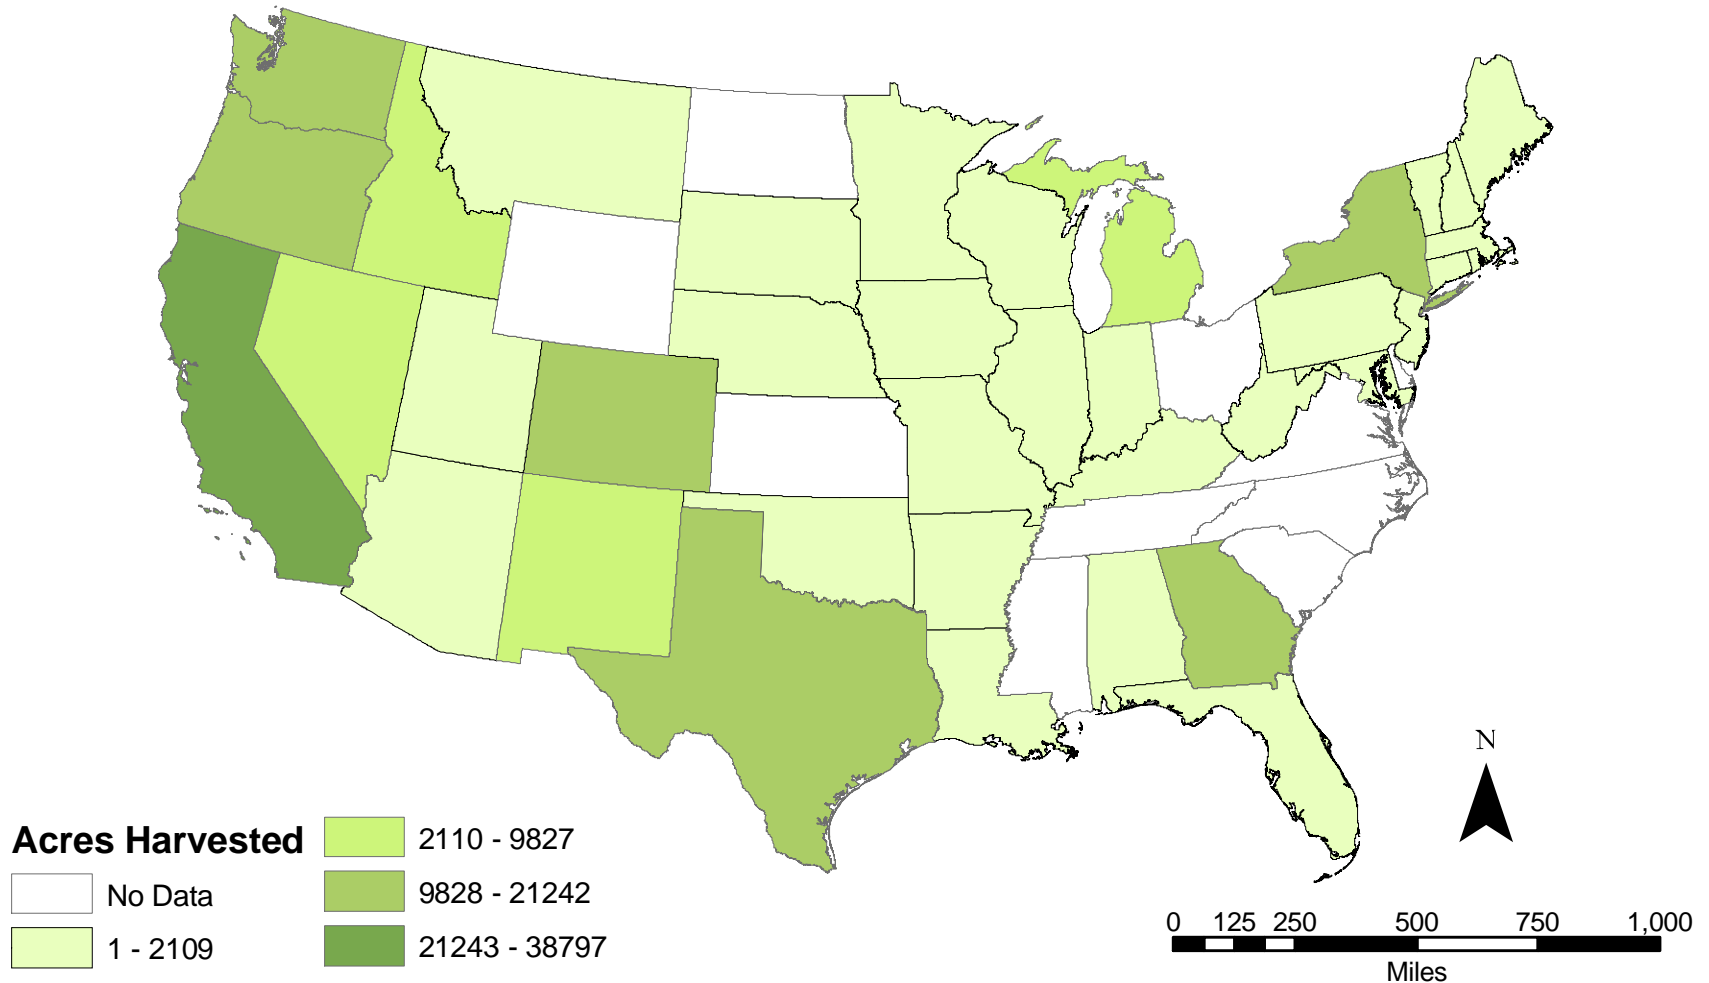 N
Acres Harvested
No Data
1 - 2109
2110 - 9827
9828 - 21242
21243 - 38797
0 125 250 500 750 1,000
Miles